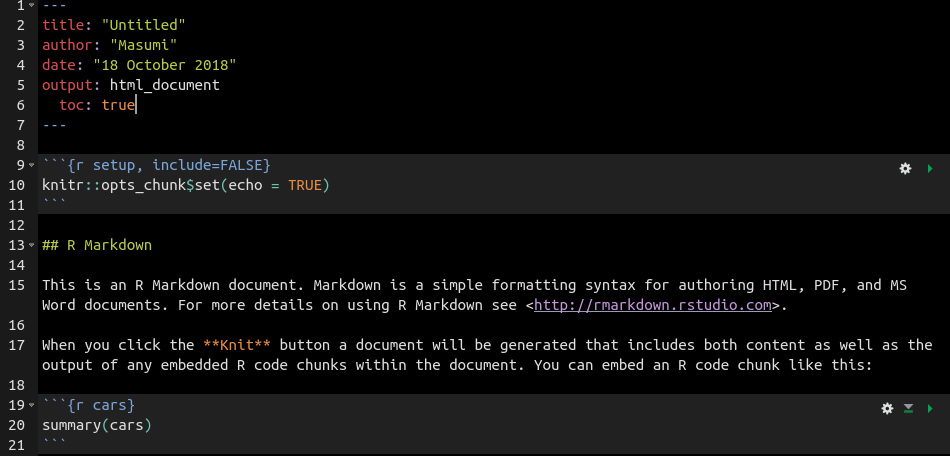 1 ---
2 title: "Untitled"
3 author: "Masumi"
4 date: "18 October 2018"
5 output: html_document
6   toc: true
7 ---
8
9 ```{r setup, include=FALSE}
10 knitr::opts_chunk$set(echo = TRUE)
11 ```
12
13 ## R Markdown
14
15 This is an R Markdown document. Markdown is a simple formatting syntax for authoring HTML, PDF, and MS
Word documents. For more details on using R Markdown see <http://rmarkdown.rstudio.com>.
16
17 When you click the **Knit** button a document will be generated that includes both content as well as the
output of any embedded R code chunks within the document. You can embed an R code chunk like this:
18
19 ```{r cars}
20 summary(cars)
21 ```